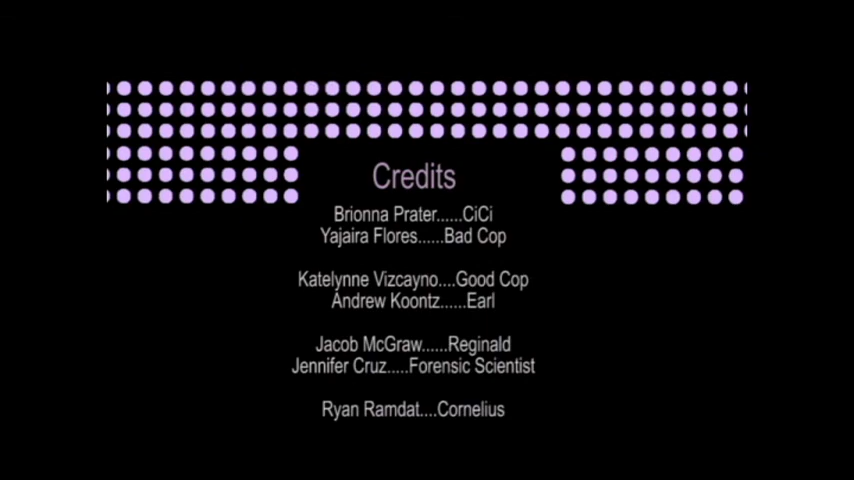 Credits
Brionna Prater......CiCi
Yajaira Flores......Bad Cop
Katelynne Vizcayno....Good Cop
Andrew Koontz......Earl
Jacob McGraw......Reginald
Jennifer Cruz.....Forensic Scientist
Ryan Ramdat....Cornelius